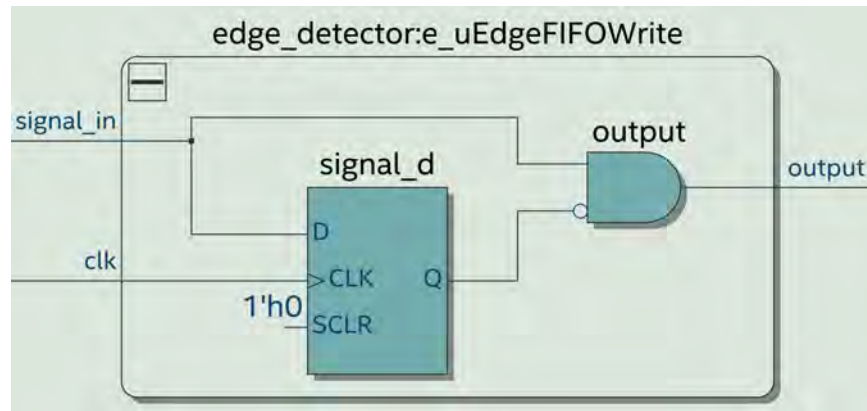 edge_detector:e_uEdgeFIFOWrite
signal_in
output
signal_d
output
D
clk
CLK
Q
1'h0
SCLR